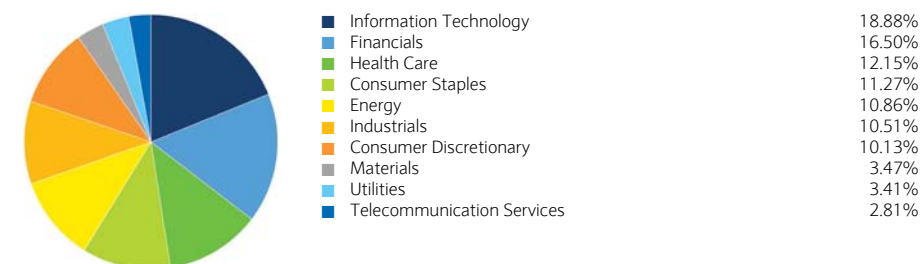 Information Technology 18.88%
Financials 16.50%
Health Care 12.15%
Consumer Staples 11.27%
Energy 10.86%
Industrials 10.51%
Consumer Discretionary 10.13%
Materials 3.47%
Utilities 3.41%
Telecommunication Services 2.81%